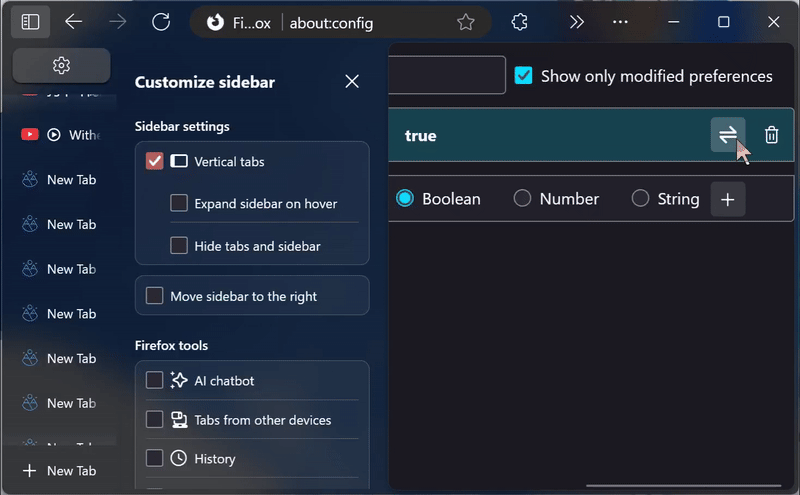 Fi...ox about:config
Customize sidebar
Sidebar settings
Vertical tabs
Expand sidebar on hover
Hide tabs and sidebar
Move sidebar to the right
Firefox tools
AI chatbot
Tabs from other devices
History
Withe
New Tab
New Tab
New Tab
New Tab
New Tab
New Tab
New Tab
Show only modified preferences
true
Boolean Number String